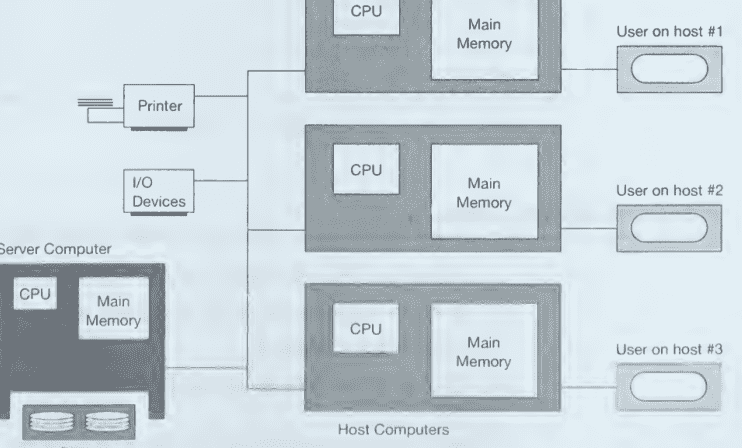 CPU
Main
Memory
User on host #1
Printer
I/O
Devices
CPU
Main
Memory
User on host #2
Server Computer
CPU
Main
Memory
CPU
Main
Memory
User on host #3
Host Computers